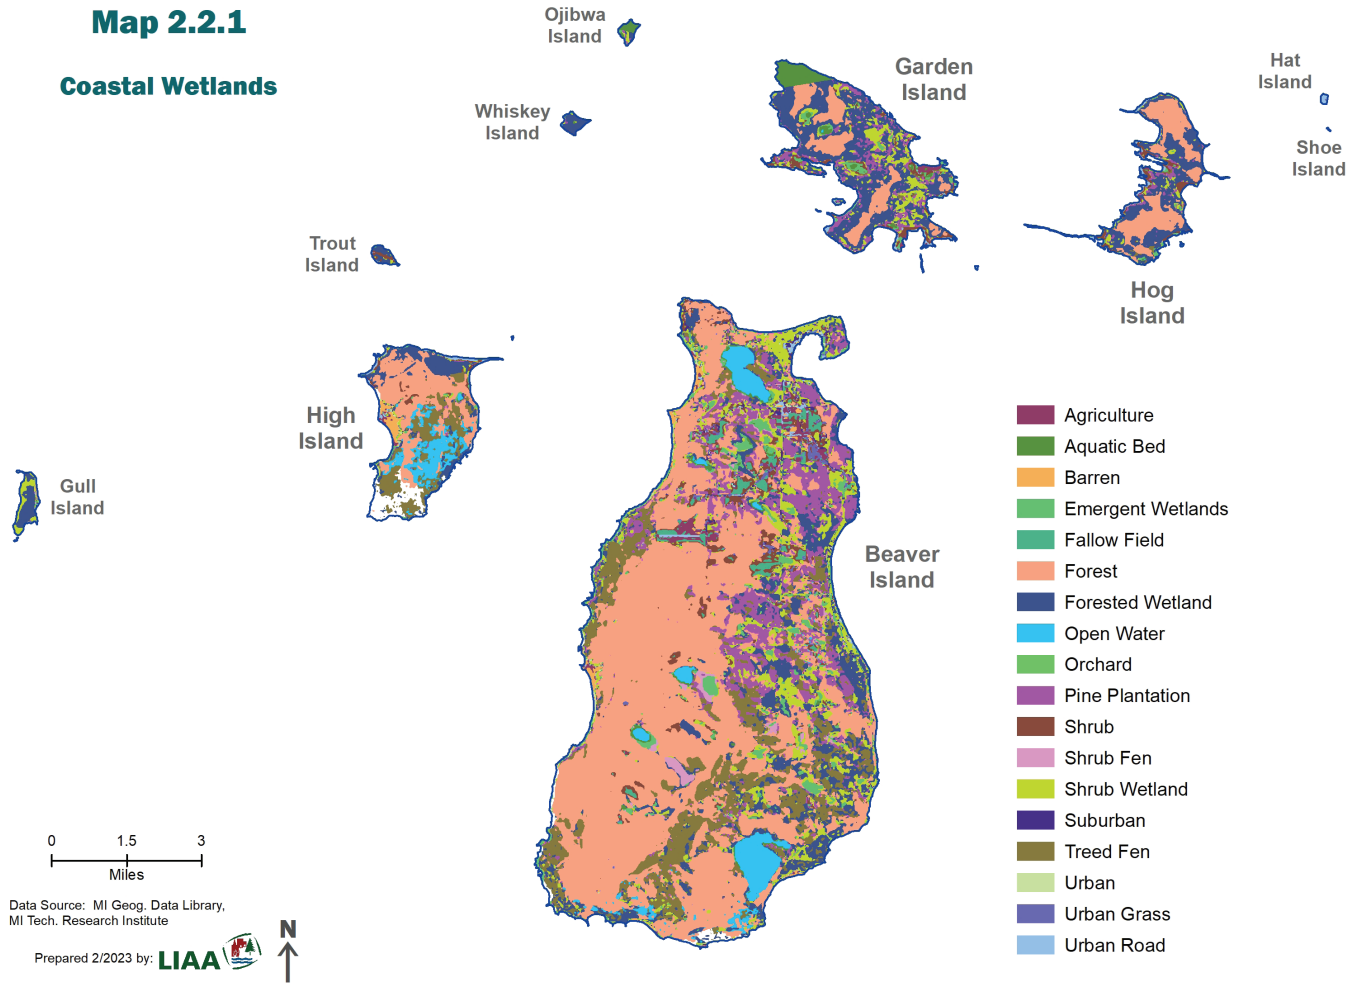 Map 2.2.1
Coastal Wetlands
Ojibwa
Island
Whiskey
Island
Garden
Island
Hat
Island
Shoe
Island
Trout
Island
Hog
Island
High
Island
Gull
Island
Beaver
Island
Agriculture
Aquatic Bed
Barren
Emergent Wetlands
Fallow Field
Forest
Forested Wetland
Open Water
Orchard
Pine Plantation
Shrub
Shrub Fen
Shrub Wetland
Suburban
Treed Fen
Urban
Urban Grass
Urban Road
0 1.5 3
Miles
Data Source: MI Geog. Data Library,
MI Tech. Research Institute
Prepared 2/2023 by: LIAA
N